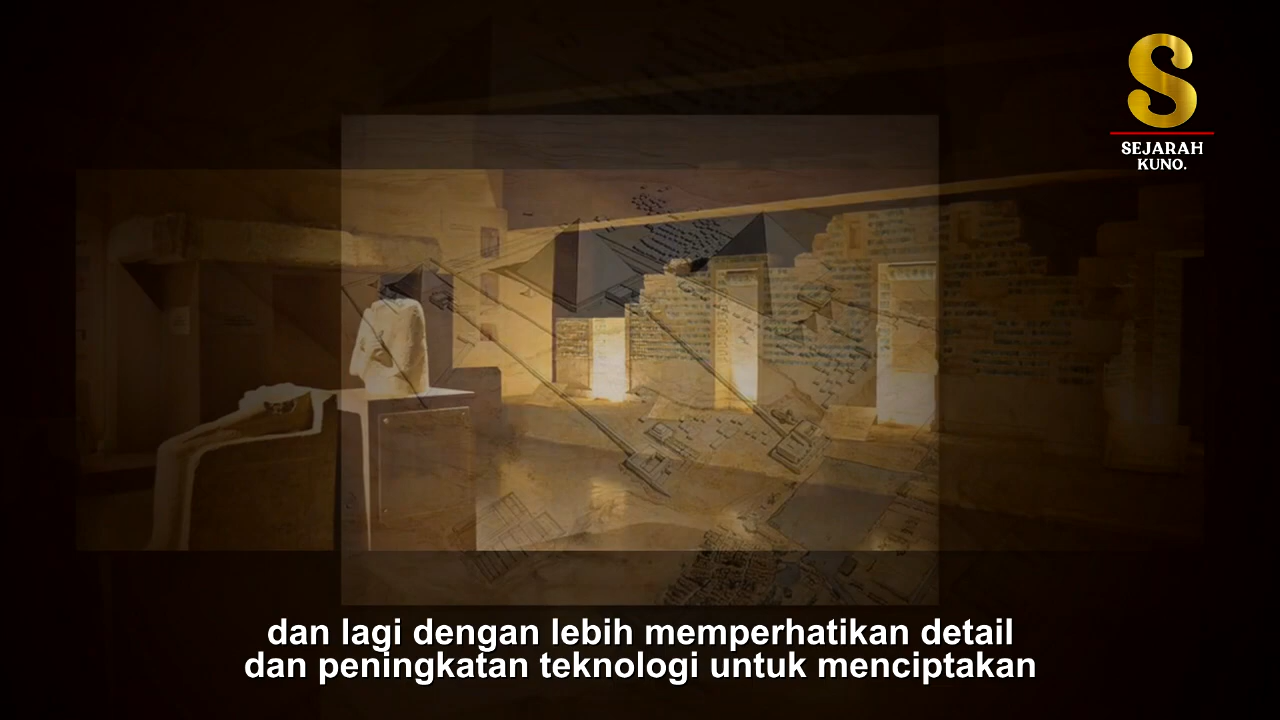 SEJARAH
KUNO.
dan lagi dengan lebih memperhatikan detail
dan peningkatan teknologi untuk menciptakan